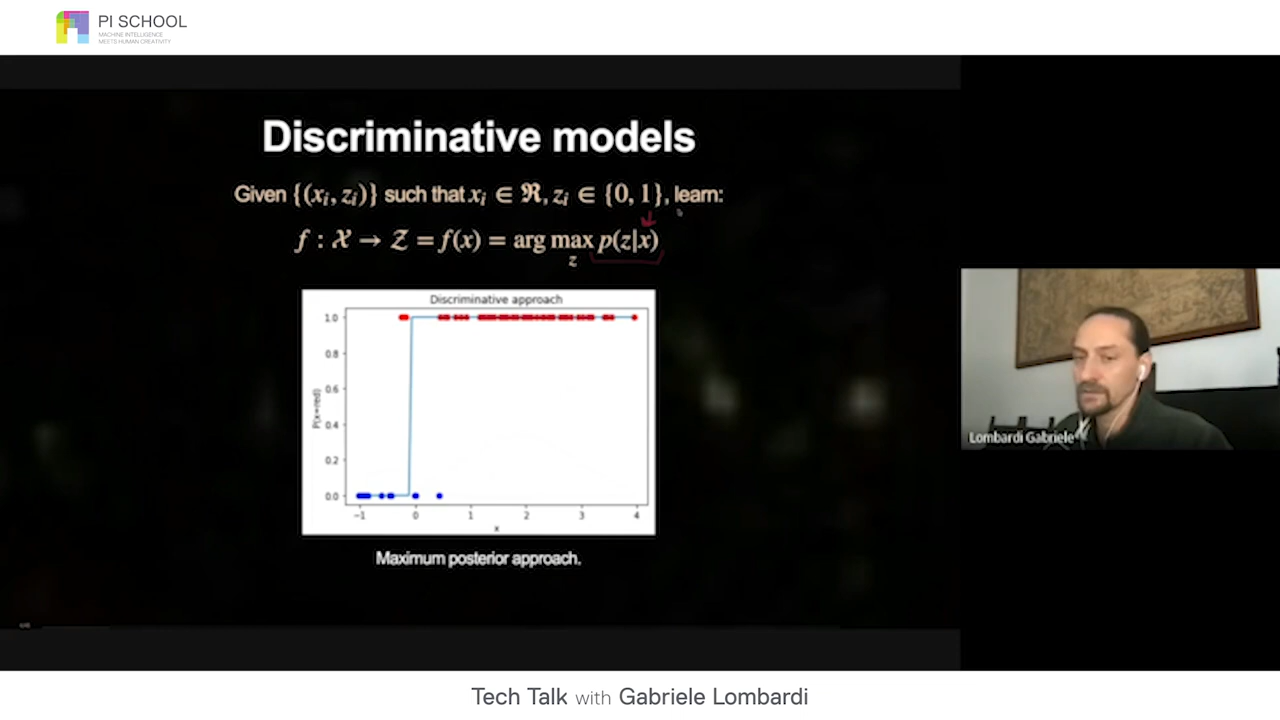 PI SCHOOL
MACHINE INTELLIGENCE
MEETS HUMAN CREATIVITY
Discriminative models
Given {(xᵢ, zᵢ)} such that xᵢ ∈ ℜ, zᵢ ∈ {0, 1}, learn:
f : 𝒳 → 𝒵 = f(x) = arg max p(z|x)
z
Discriminative approach
1.0
0.8
0.6
0.4
0.2
0.0
P(x=red)
−1 0 1 2 3 4
x
Maximum posterior approach.
Lombardi Gabriele
Tech Talk with Gabriele Lombardi